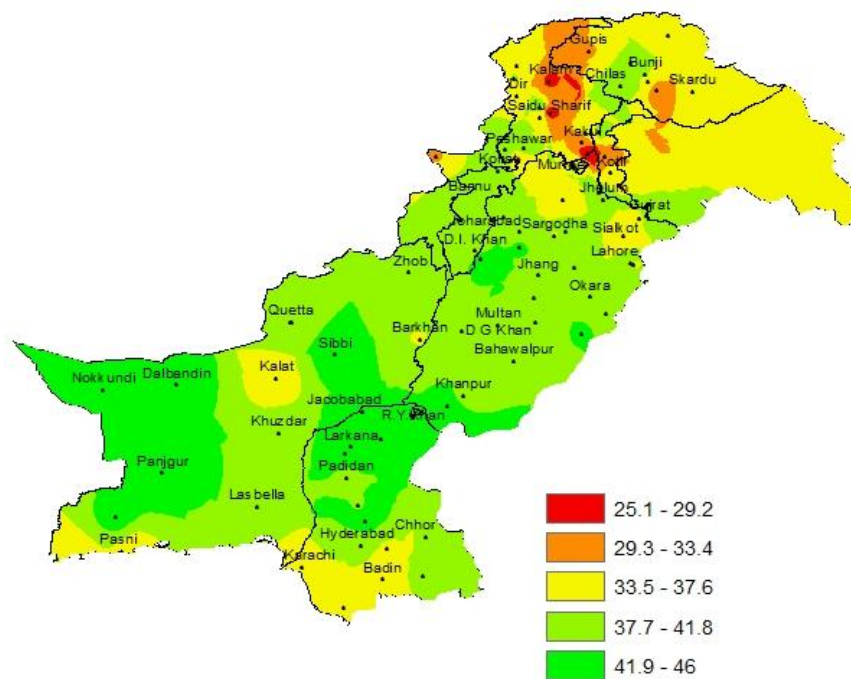 Gupis
Kalam
Chilas
Bunji
Skardu
Dir
Saidu Sharif
Peshawar
Kakul
Bannu
Jhelum
Gujrat
Sialkot
Joharabad
Sargodha
D.I. Khan
Lahore
Zhob
Jhang
Okara
Quetta
Multan
Barkhan
D G Khan
Sibbi
Bahawalpur
Kalat
Nokkundi
Dalbandin
Khanpur
Jacobabad
R.Y.Khan
Khuzdar
Larkana
Panjgur
Padidan
Lasbella
Pasni
Hyderabad
Chhor
Karachi
Badin
25.1 - 29.2
29.3 - 33.4
33.5 - 37.6
37.7 - 41.8
41.9 - 46